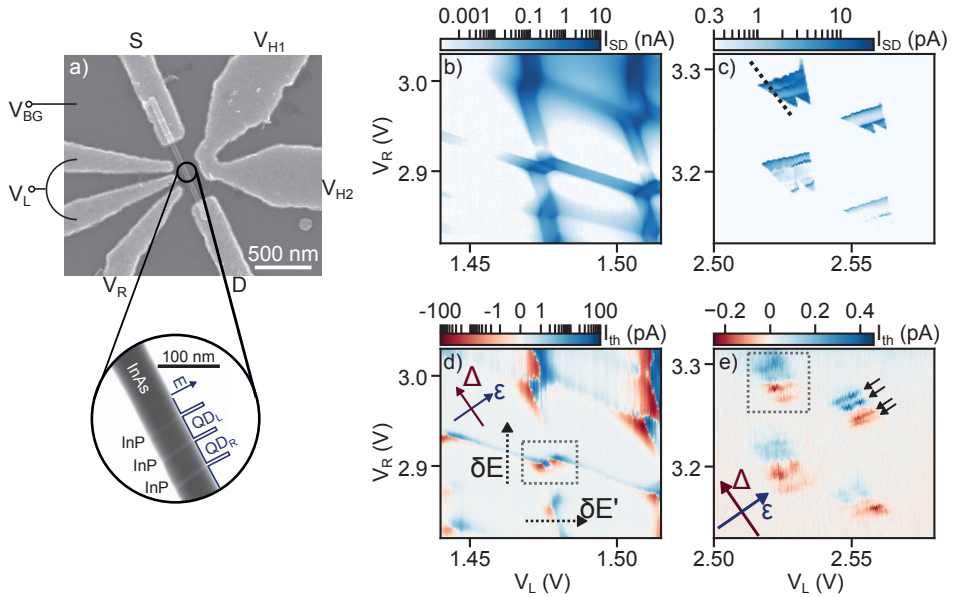 a)
S
V_H1
V_BG
V_L
V_H2
500 nm
V_R
D
100 nm
InAs
E
QD_L
QD_R
InP
InP
InP
0.001 0.1 1 10
I_SD (nA)
b)
3.0
2.9
V_R (V)
1.45 1.50
0.3 1 10
I_SD (pA)
c)
3.3
3.2
2.50 2.55
-100 -1 0 1 100
I_th (pA)
d)
Δ
ε
δE
δE'
3.0
2.9
V_R (V)
1.45 1.50
V_L (V)
−0.2 0 0.2
I_th (pA)
e)
3.3
3.2
Δ
ε
2.50 2.55
V_L (V)